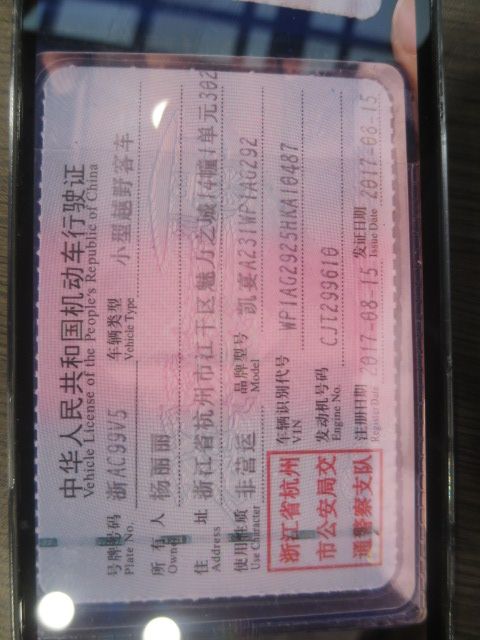 中华人民共和国机动车行驶证
Vehicle License of the People's Republic of China
号牌号码 浙AC99V5 车辆类型 小型越野客车
Plate No. Vehicle Type
所有人 杨丽丽
Owner
住址 浙江省杭州市江干区魅力之城14幢1单元302
Address
使用性质 非营运 品牌型号 凯宴A231WP1AG292
Use Character Model
浙江省杭州
市公安局交
通警察支队
车辆识别代号 WP1AG2925HKA10487
VIN
发动机号码 CJT299610
Engine No.
注册日期 2017-08-15 发证日期 2017-08-15
Register Date Issue Date